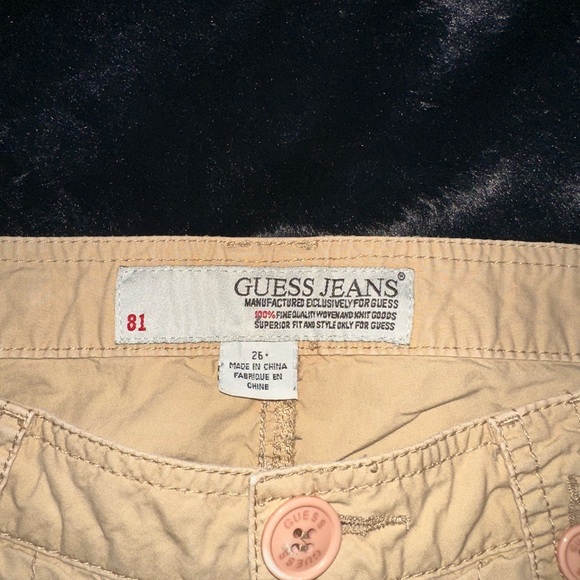 GUESS JEANS®
MANUFACTURED EXCLUSIVELY FOR GUESS
81
100% FINE QUALITY WOVEN AND KNIT GOODS
SUPERIOR FIT AND STYLE ONLY FOR GUESS
26+
MADE IN CHINA
FABRIQUE EN
CHINE
GUESS